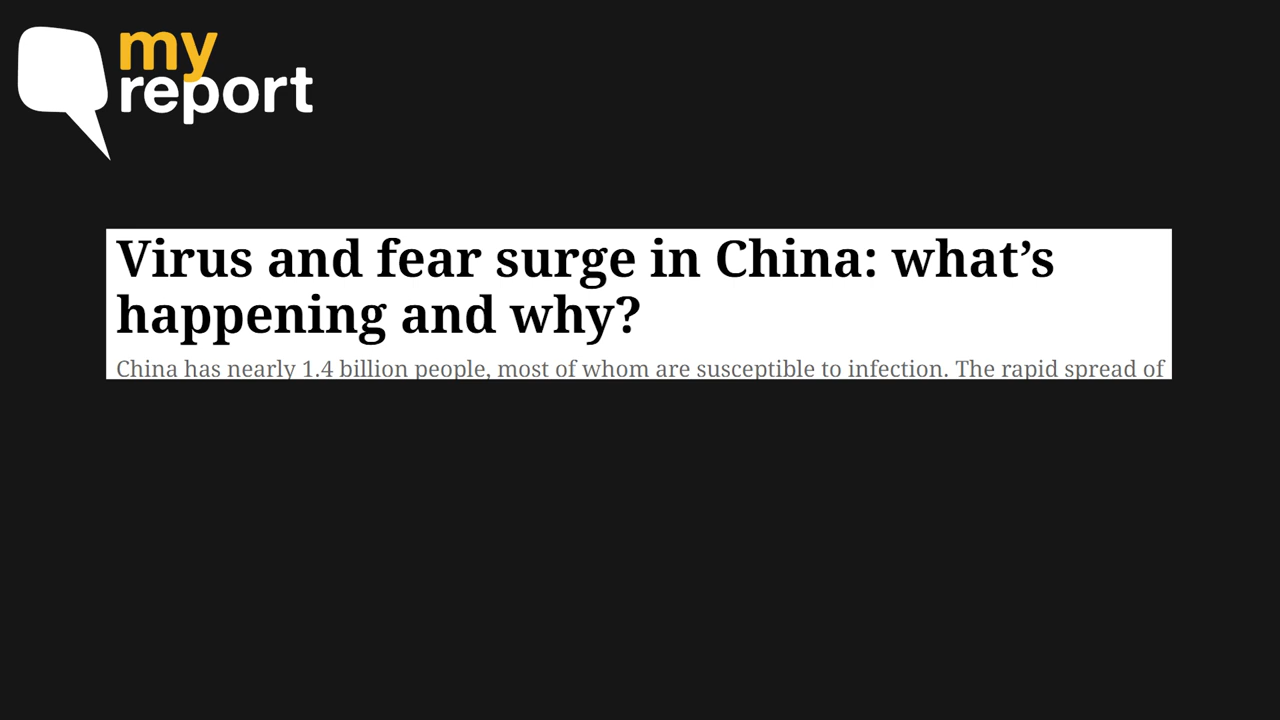 my
report
Virus and fear surge in China: what’s
happening and why?
China has nearly 1.4 billion people, most of whom are susceptible to infection. The rapid spread of